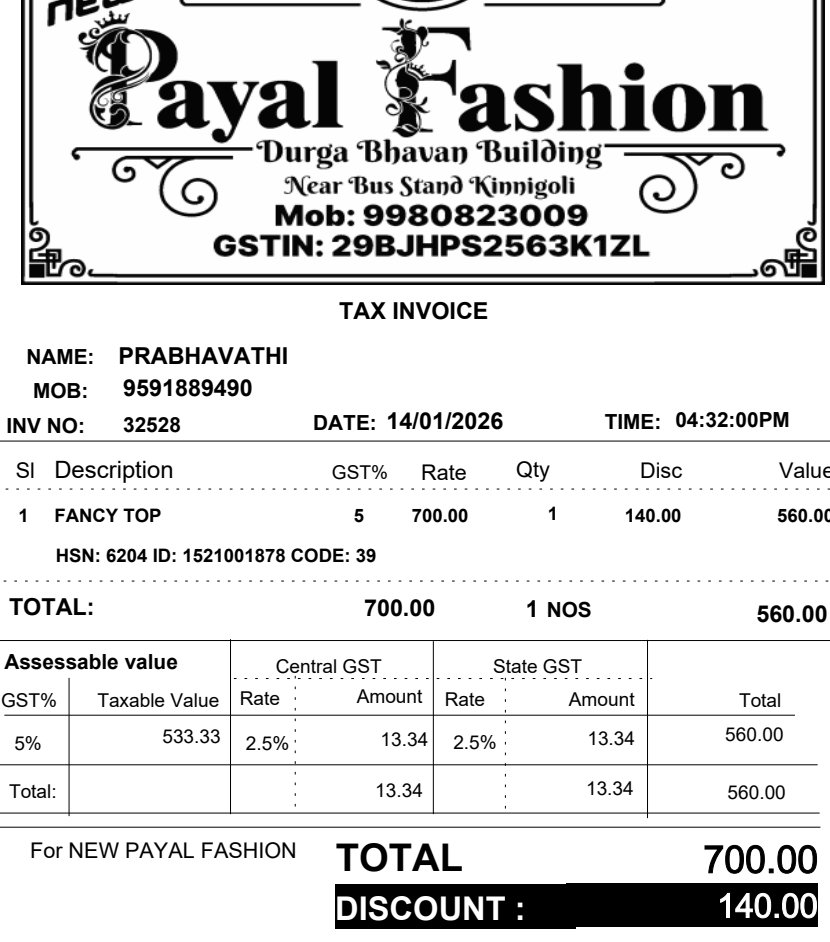 new
Payal Fashion
Durga Bhavan Building
Near Bus Stand Kinnigoli
Mob: 9980823009
GSTIN: 29BJHPS2563K1ZL
TAX INVOICE
NAME: PRABHAVATHI
MOB: 9591889490
INV NO: 32528 DATE: 14/01/2026 TIME: 04:32:00PM
Sl Description GST% Rate Qty Disc Value
1 FANCY TOP 5 700.00 1 140.00 560.00
HSN: 6204 ID: 1521001878 CODE: 39
TOTAL: 700.00 1 NOS 560.00
Assessable value Central GST State GST
GST% Taxable Value Rate Amount Rate Amount Total
5% 533.33 2.5% 13.34 2.5% 13.34 560.00
Total: 13.34 13.34 560.00
For NEW PAYAL FASHION TOTAL 700.00
DISCOUNT : 140.00